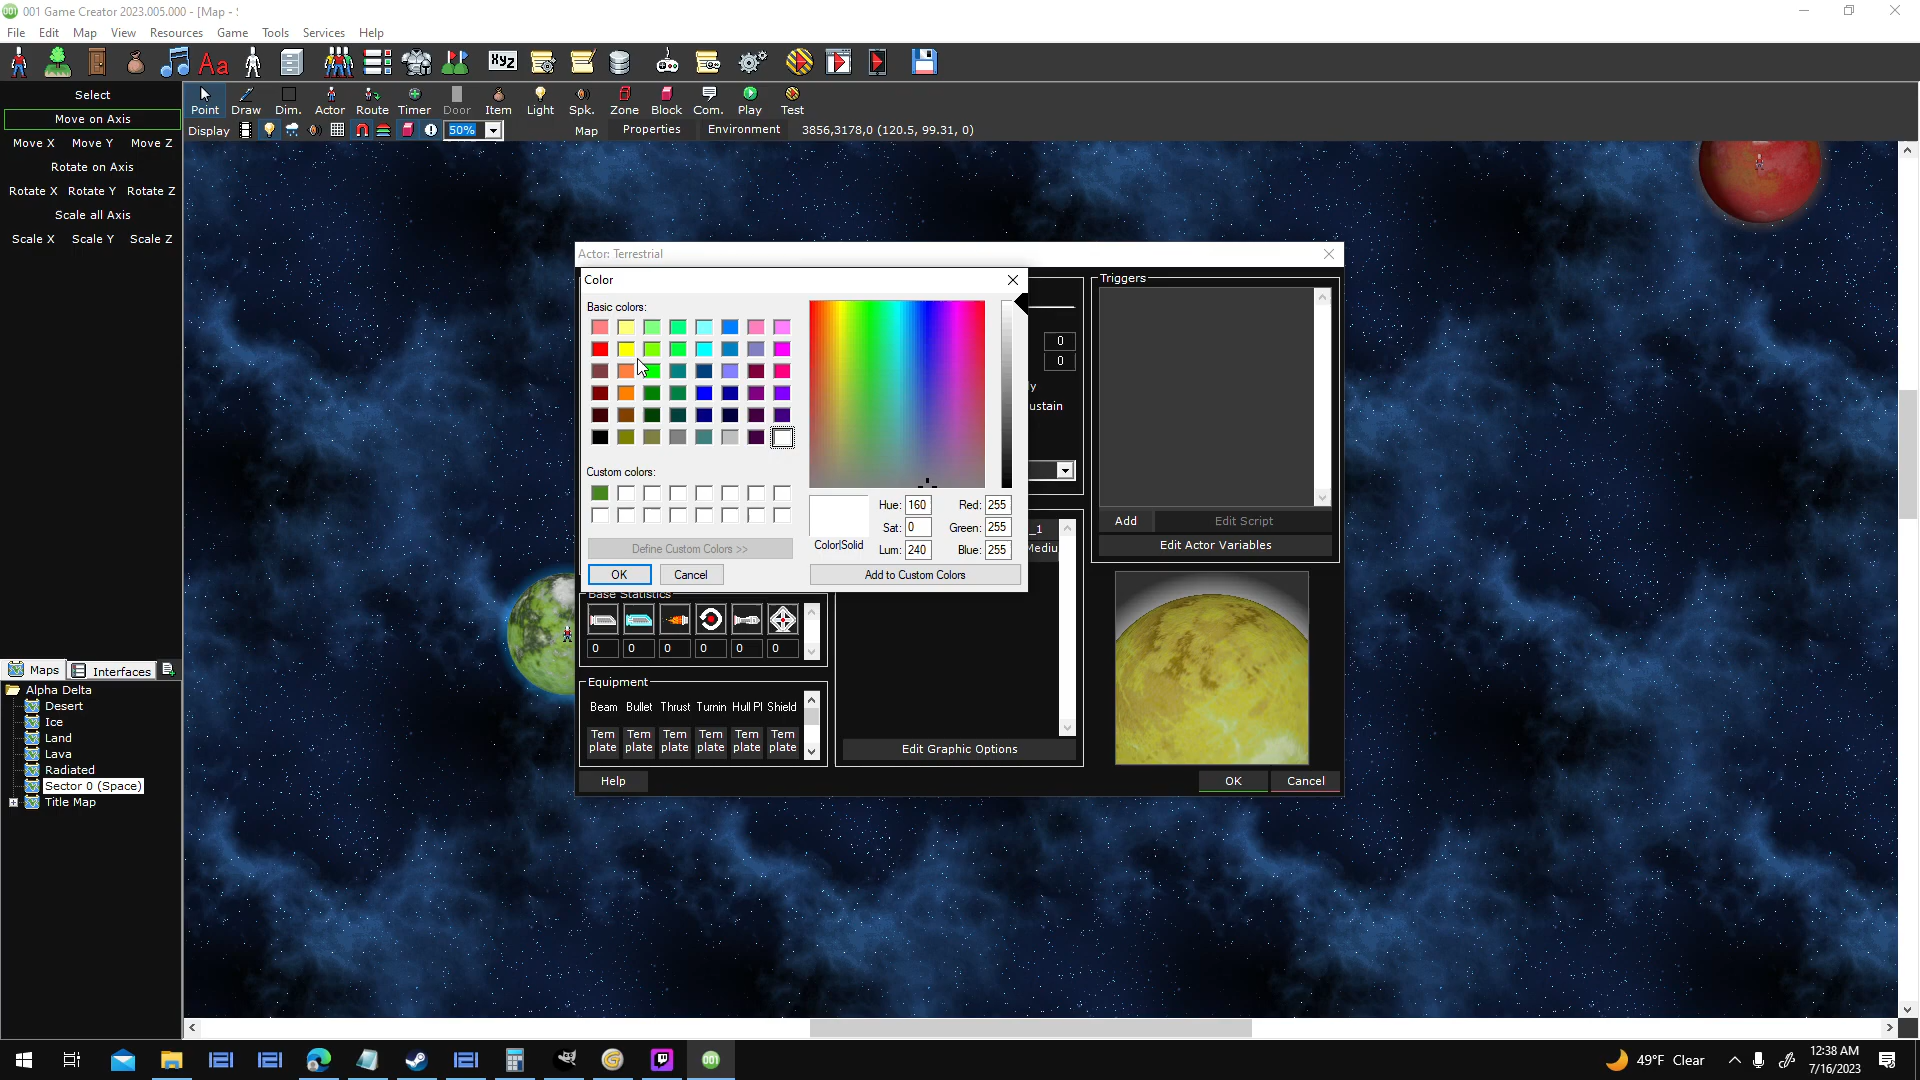 001 Game Creator 2023.005.000 - [Map - '
File Edit Map View Resources Game Tools Services Help
Aa Xyz
Select
Move on Axis
Move X Move Y Move Z
Rotate on Axis
Rotate X Rotate Y Rotate Z
Scale all Axis
Scale X Scale Y Scale Z
Point Draw Dim. Actor Route Timer Door Item Light Spk. Zone Block Com. Play Test
Display 50% Map Properties Environment 3856,3178,0 (120.5, 99.31, 0)
Actor: Terrestrial
Color
Basic colors:
Custom colors:
Define Custom Colors >>
OK Cancel
Color|Solid
Hue: 160 Red: 255
Sat: 0 Green: 255
Lum: 240 Blue: 255
Add to Custom Colors
0
0
y
ustain
_1
Mediu
Triggers
Add Edit Script
Edit Actor Variables
Base Statistics
0 0 0 0 0 0
Equipment
Beam Bullet Thrust Turnin Hull Pl Shield
Tem Tem Tem Tem Tem Tem
plate plate plate plate plate plate
Edit Graphic Options
Help OK Cancel
Maps Interfaces
Alpha Delta
Desert
Ice
Land
Lava
Radiated
Sector 0 (Space)
Title Map
49°F Clear
12:38 AM
7/16/2023